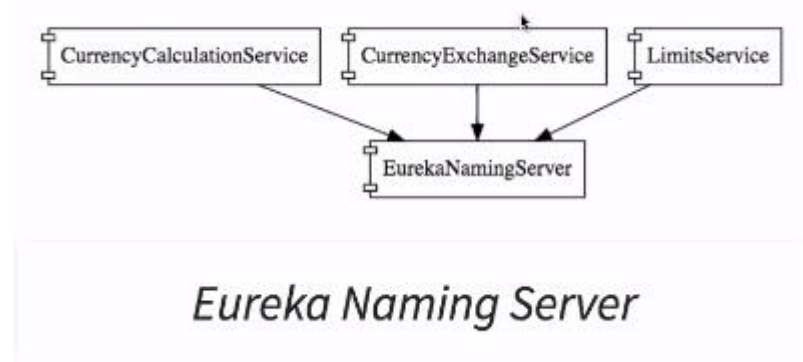 CurrencyCalculationService
CurrencyExchangeService
LimitsService
EurekaNamingServer
Eureka Naming Server